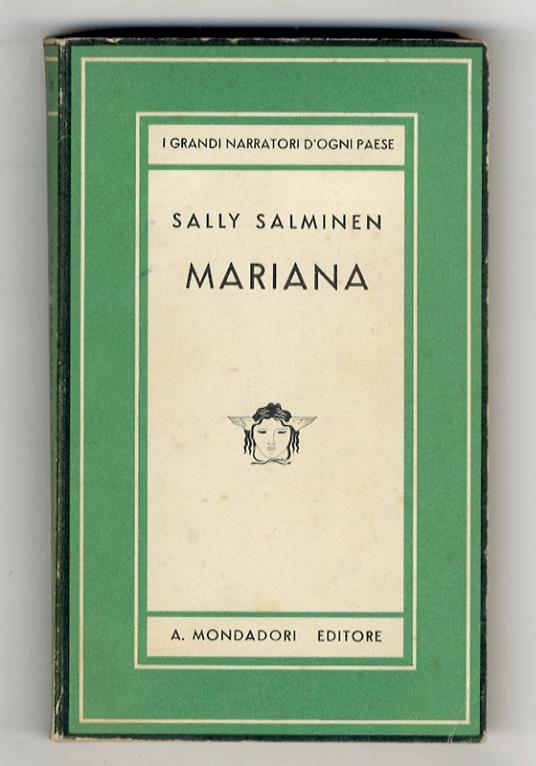 I GRANDI NARRATORI D'OGNI PAESE
SALLY SALMINEN
MARIANA
A. MONDADORI EDITORE